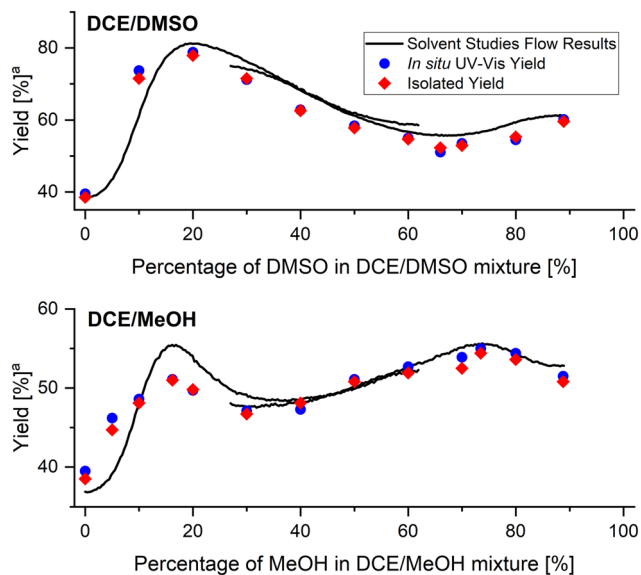 DCE/DMSO
Solvent Studies Flow Results
In situ UV-Vis Yield
Isolated Yield
Yield [%]ᵃ
80
60
40
0 20 40 60 80 100
Percentage of DMSO in DCE/DMSO mixture [%]
DCE/MeOH
Yield [%]ᵃ
60
50
40
0 20 40 60 80 100
Percentage of MeOH in DCE/MeOH mixture [%]